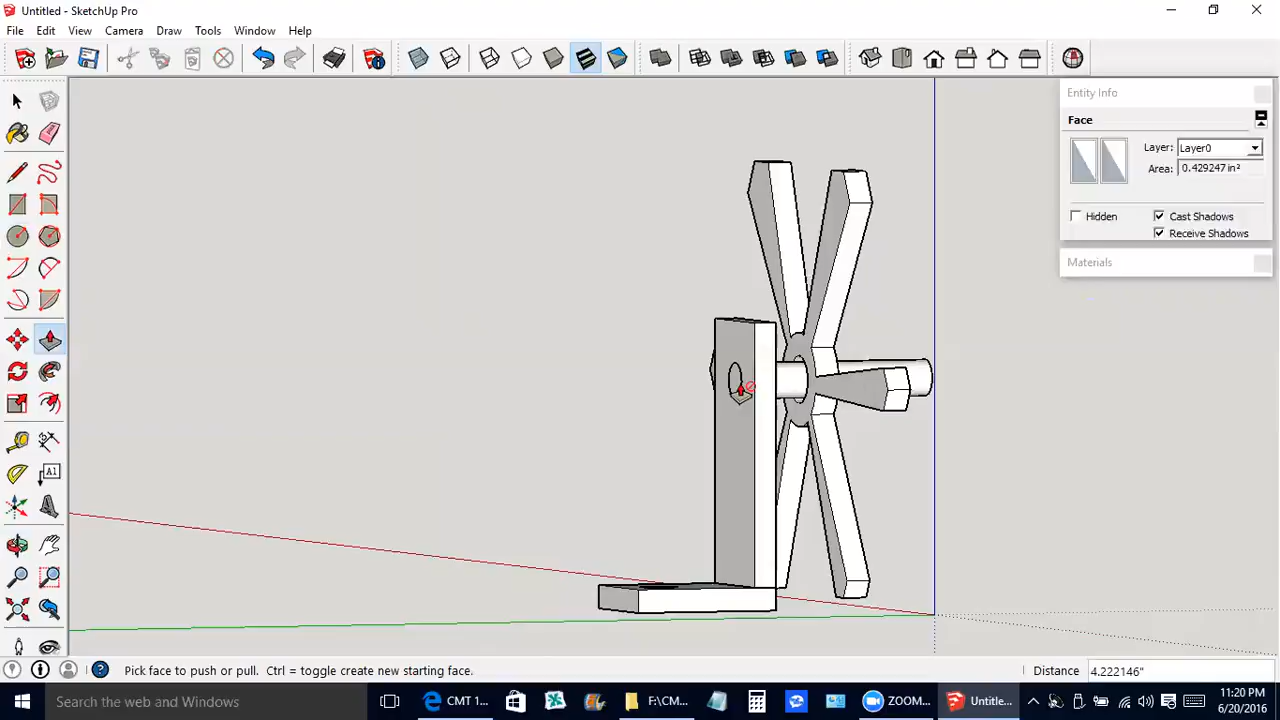 Untitled - SketchUp Pro
File Edit View Camera Draw Tools Window Help
Entity Info
Face
Layer: Layer0
Area: 0.429247 in²
Hidden Cast Shadows
Receive Shadows
Materials
A1
Pick face to push or pull. Ctrl = toggle create new starting face.
Distance 4.222146"
Search the web and Windows
CMT 1...
F:\CM...
ZOOM...
Untitle...
11:20 PM
6/20/2016